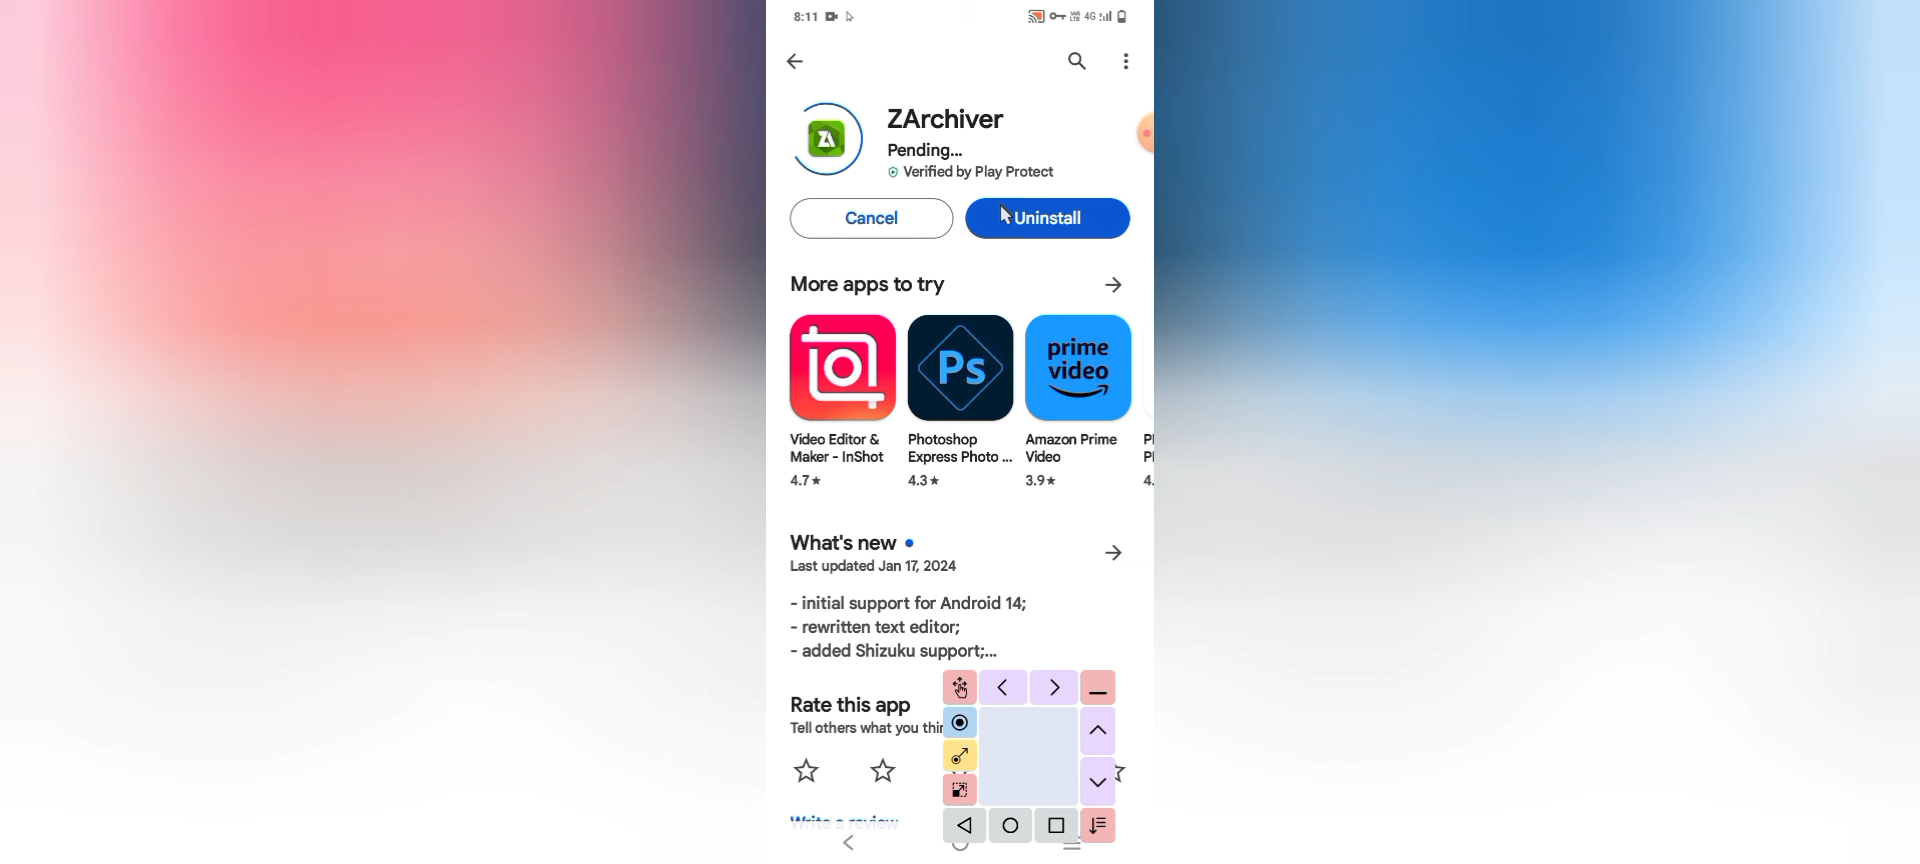 8:11
4G
ZA
ZArchiver
Pending...
Verified by Play Protect
Cancel
Uninstall
More apps to try
Ps
prime
video
Video Editor &
Maker - InShot
4.7★
Photoshop
Express Photo ...
4.3★
Amazon Prime
Video
3.9★
4.
What's new
Last updated Jan 17, 2024
- initial support for Android 14;
- rewritten text editor;
- added Shizuku support;...
Rate this app
Tell others what you
Write a review